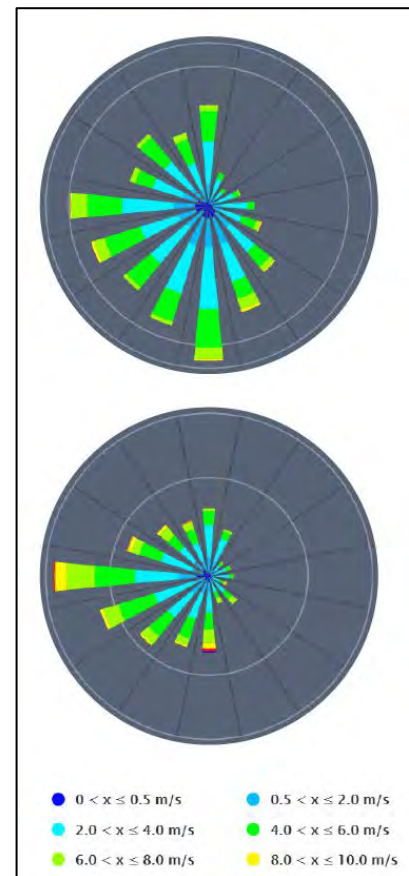 0 < x ≤ 0.5 m/s
0.5 < x ≤ 2.0 m/s
2.0 < x ≤ 4.0 m/s
4.0 < x ≤ 6.0 m/s
6.0 < x ≤ 8.0 m/s
8.0 < x ≤ 10.0 m/s